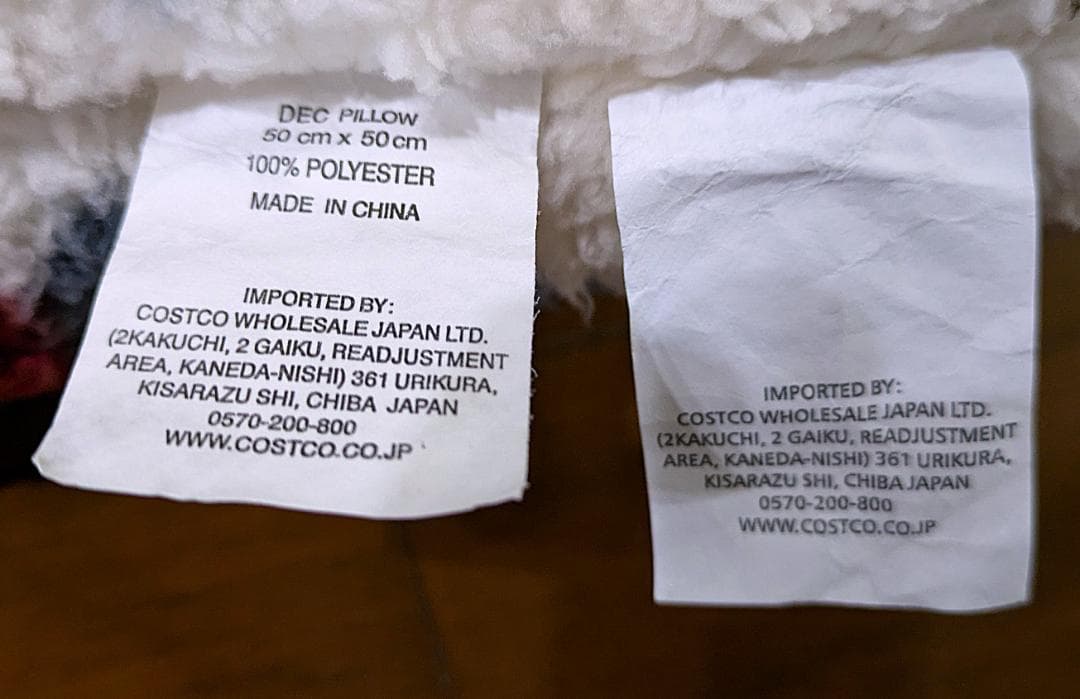 DEC PILLOW
50 cm x 50 cm
100% POLYESTER
MADE IN CHINA
IMPORTED BY:
COSTCO WHOLESALE JAPAN LTD.
(2KAKUCHI, 2 GAIKU, READJUSTMENT
AREA, KANEDA-NISHI) 361 URIKURA,
KISARAZU SHI, CHIBA JAPAN
0570-200-800
WWW.COSTCO.CO.JP
IMPORTED BY:
COSTCO WHOLESALE JAPAN LTD.
(2KAKUCHI, 2 GAIKU, READJUSTMENT
AREA, KANEDA-NISHI) 361 URIKURA,
KISARAZU SHI, CHIBA JAPAN
0570-200-800
WWW.COSTCO.CO.JP